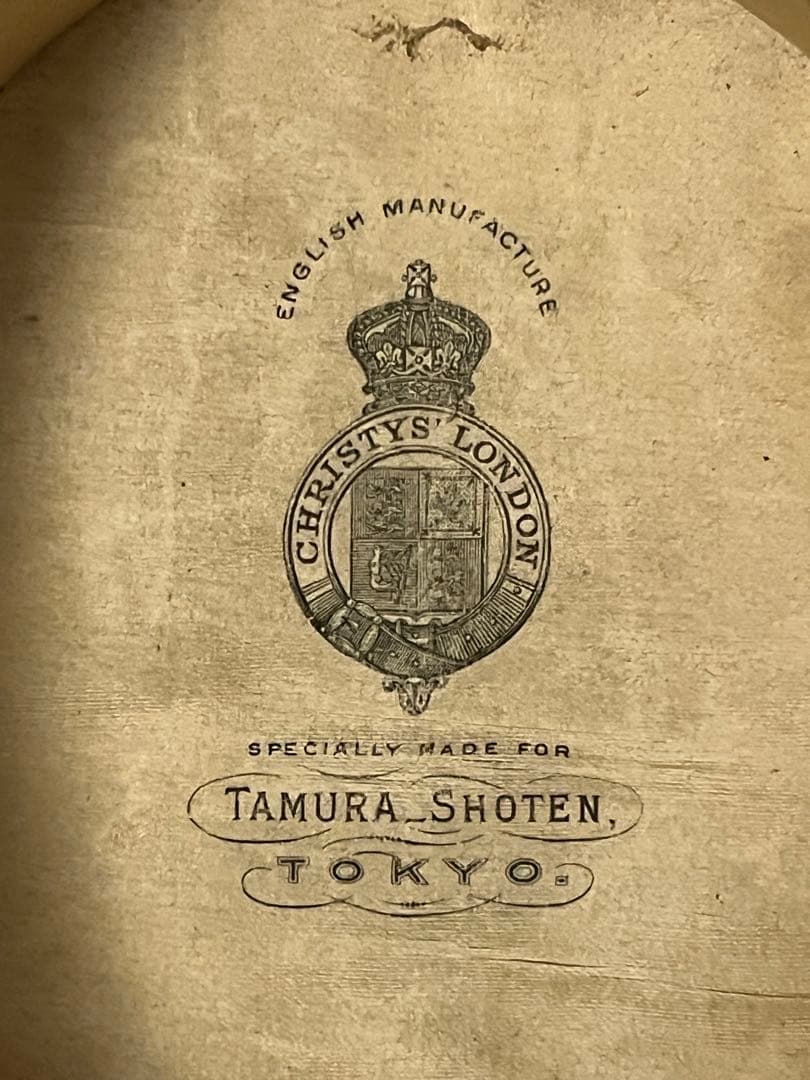 ENGLISH MANUFACTURE
CHRISTYS' LONDON
SPECIALLY MADE FOR
TAMURA_SHOTEN,
TOKYO.